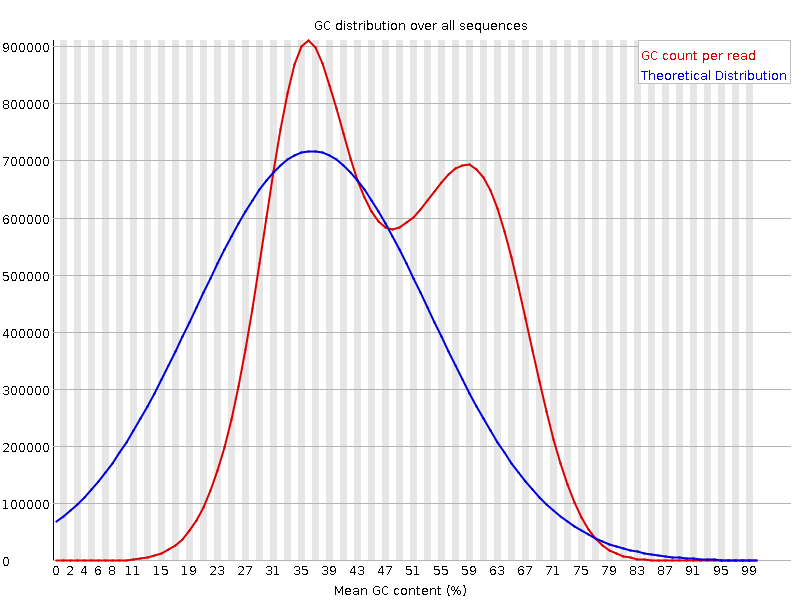 GC distribution over all sequences
GC count per read
Theoretical Distribution
900000
800000
700000
600000
500000
400000
300000
200000
100000
0
0 2 4 6 8 11 15 19 23 27 31 35 39 43 47 51 55 59 63 67 71 75 79 83 87 91 95 99
Mean GC content (%)